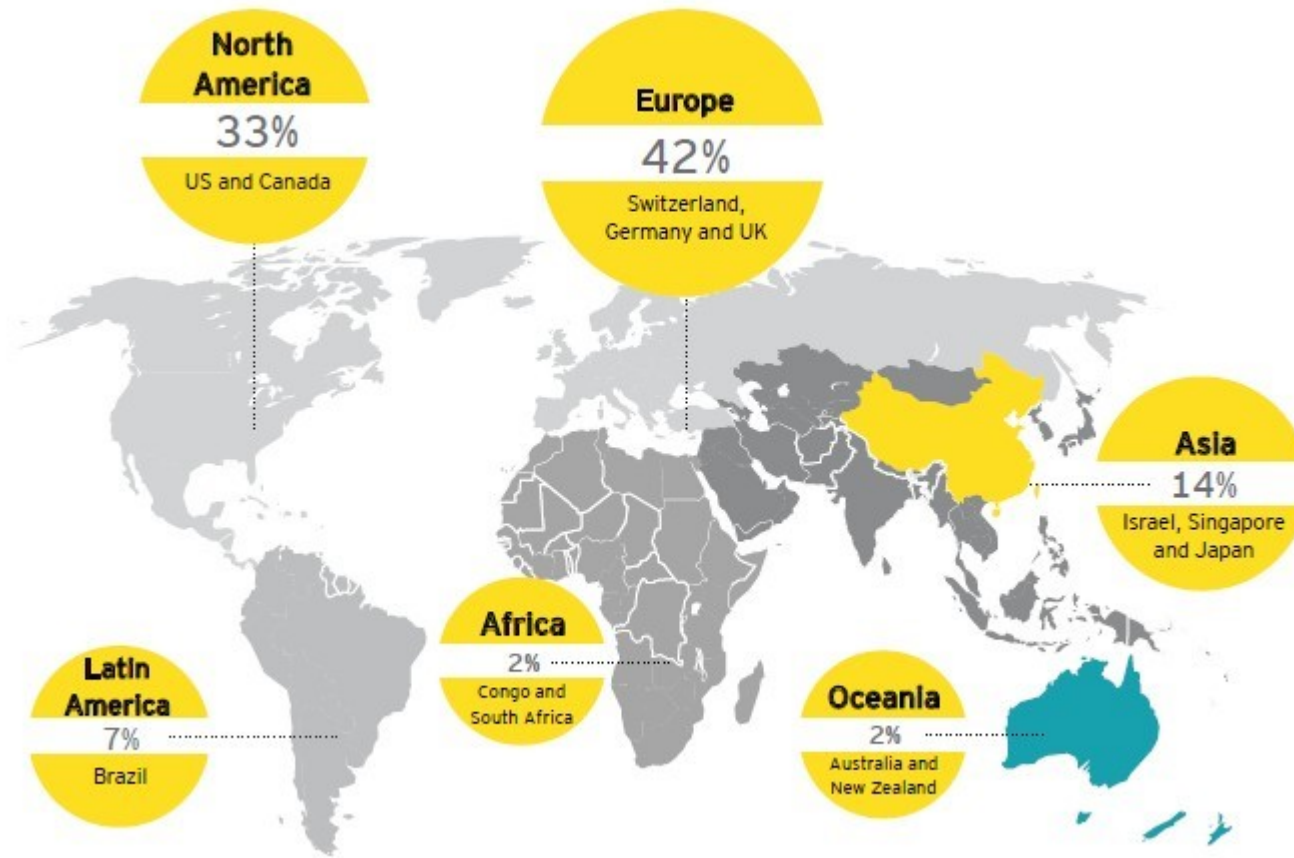 North
America
33%
US and Canada
Europe
42%
Switzerland,
Germany and UK
Asia
14%
Israel, Singapore
and Japan
Africa
2%
Congo and
South Africa
Latin
America
7%
Brazil
Oceania
2%
Australia and
New Zealand